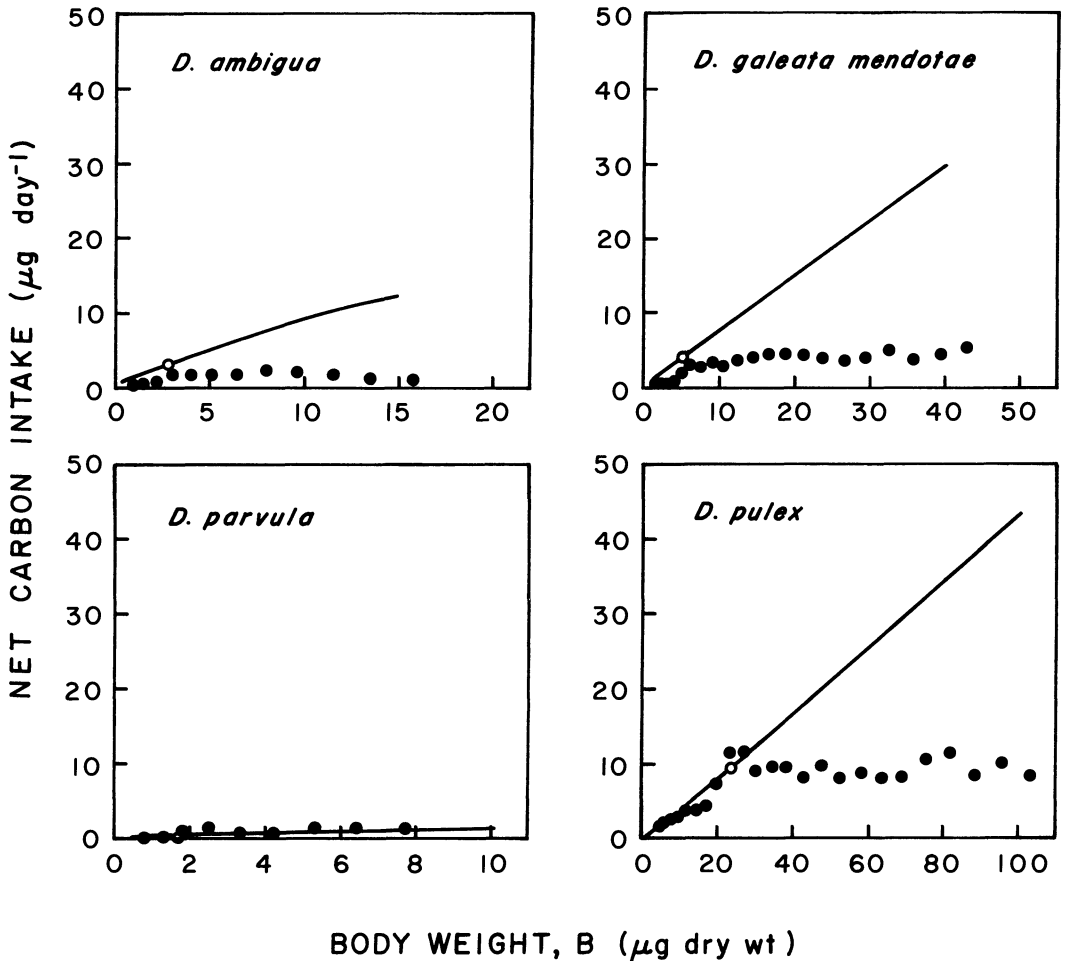 NET CARBON INTAKE (μg day⁻¹)
D. ambigua
50
40
30
20
10
0
0 5 10 15 20
D. galeata mendotae
50
40
30
20
10
0
0 10 20 30 40 50
D. parvula
50
40
30
20
10
0
0 2 4 6 8 10
D. pulex
50
40
30
20
10
0
0 20 40 60 80 100
BODY WEIGHT, B (μg dry wt)